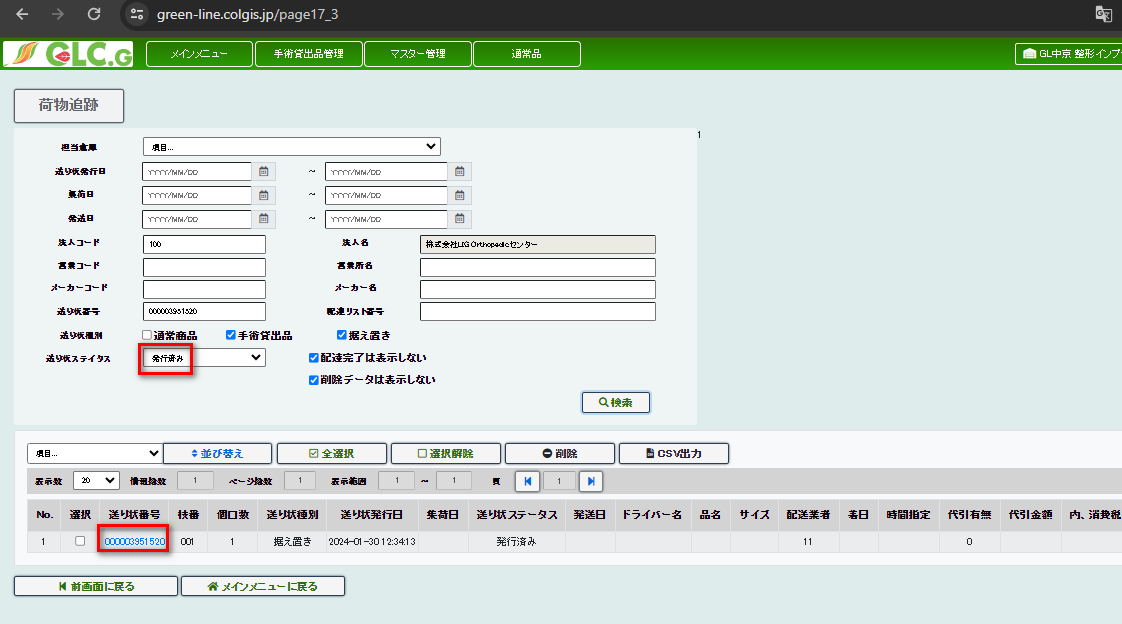 green-line.colgis.jp/page17_3
GLC.G
メインメニュー 手術貸出品管理 マスター管理 通常品 GL中京 整形インプ
荷物追跡
1
担当倉庫 項目...
送り状発行日 YYYY/MM/DD ~ YYYY/MM/DD
集荷日 YYYY/MM/DD ~ YYYY/MM/DD
発送日 YYYY/MM/DD ~ YYYY/MM/DD
法人コード 100 法人名 株式会社LIG Orthopedicセンター
営業コード 営業所名
メーカーコード メーカー名
送り状番号 000003951520 配達リスト番号
送り状種別 通常商品 手術貸出品 据え置き
送り状ステイタス 発行済み 配達完了は表示しない
削除データは表示しない
検索
項目... 並び替え 全選択 選択解除 削除 CSV出力
表示数 20 情報総数 1 ページ総数 1 表示範囲 1 ~ 1 頁 1
No. 選択 送り状番号 枝番 個口数 送り状種別 送り状発行日 集荷日 送り状ステータス 発送日 ドライバー名 品名 サイズ 配送業者 着日 時間指定 代引有無 代引金額 内、消費税
1 000003951520 001 1 据え置き 2024-01-30 12:34:13 発行済み 11 0
前画面に戻る メインメニューに戻る